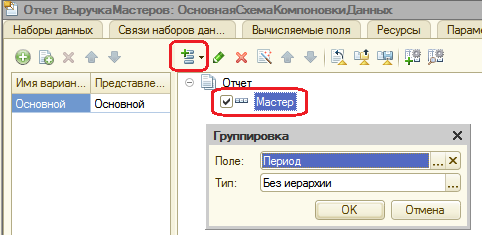 Отчет ВыручкаМастеров: ОсновнаяСхемаКомпоновкиДанных
Наборы данных Связи наборов дан... Вычисляемые поля Ресурсы Парам
Имя вариан... Представле...
Основной Основной
Отчет
Мастер
Группировка
Поле: Период
Тип: Без иерархии
OK Отмена